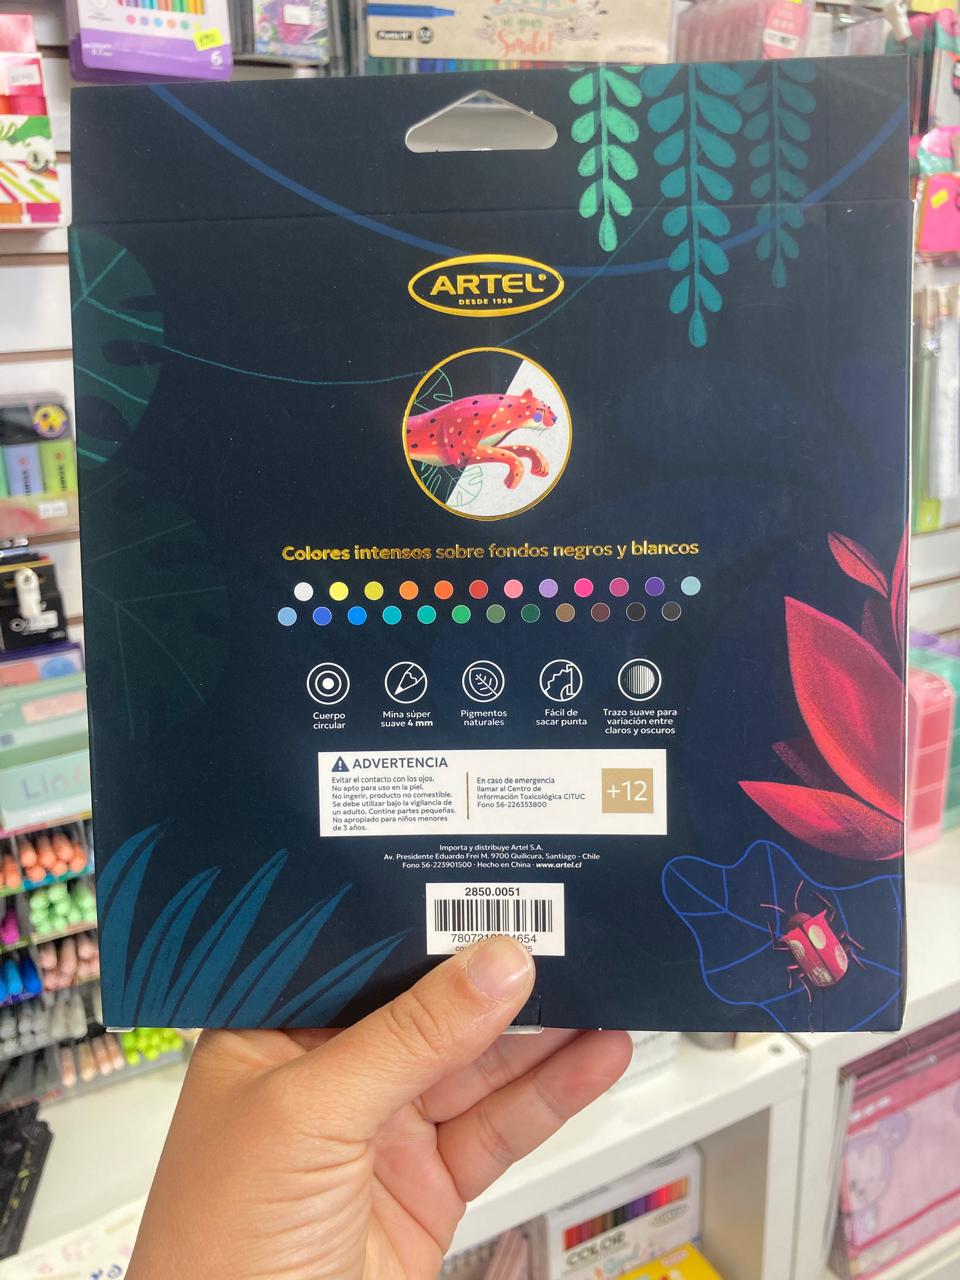 6
Smile!
ARTEL®
DESDE 1938
Colores intensos sobre fondos negros y blancos
Cuerpo circular
Mina súper suave 4 mm
Pigmentos naturales
Fácil de sacar punta
Trazo suave para variación entre claros y oscuros
ADVERTENCIA
Evitar el contacto con los ojos.
No apto para uso en la piel.
No ingerir, producto no comestible.
Se debe utilizar bajo la vigilancia de
un adulto. Contiene partes pequeñas.
No apropiado para niños menores
de 3 años.
En caso de emergencia
llamar al Centro de
Información Toxicológica CITUC
Fono 56-226353800
+12
Importa y distribuye Artel S.A.
Av. Presidente Eduardo Frei M. 9700 Quilicura, Santiago - Chile
Fono 56-223901500 · Hecho en China · www.artel.cl
2850.0051
COLOR